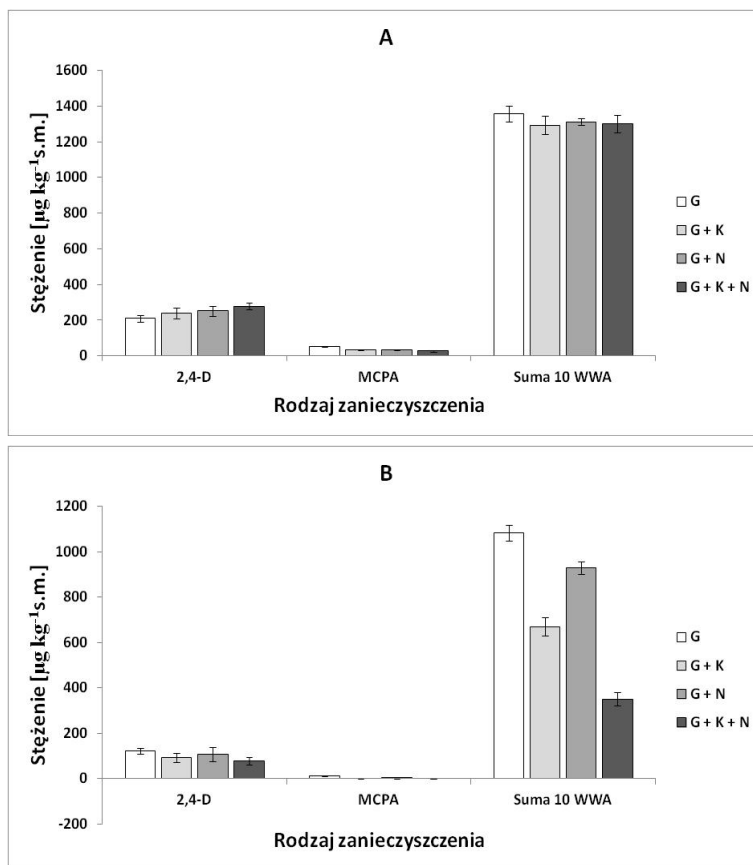 A
1600
1400
1200
1000
800
600
400
200
0
Stężenie [µg kg⁻¹s.m.]
2,4-D MCPA Suma 10 WWA
Rodzaj zanieczyszczenia
G
G + K
G + N
G + K + N
B
1200
1000
800
600
400
200
0
-200
Stężenie [µg kg⁻¹s.m.]
2,4-D MCPA Suma 10 WWA
Rodzaj zanieczyszczenia
G
G + K
G + N
G + K + N